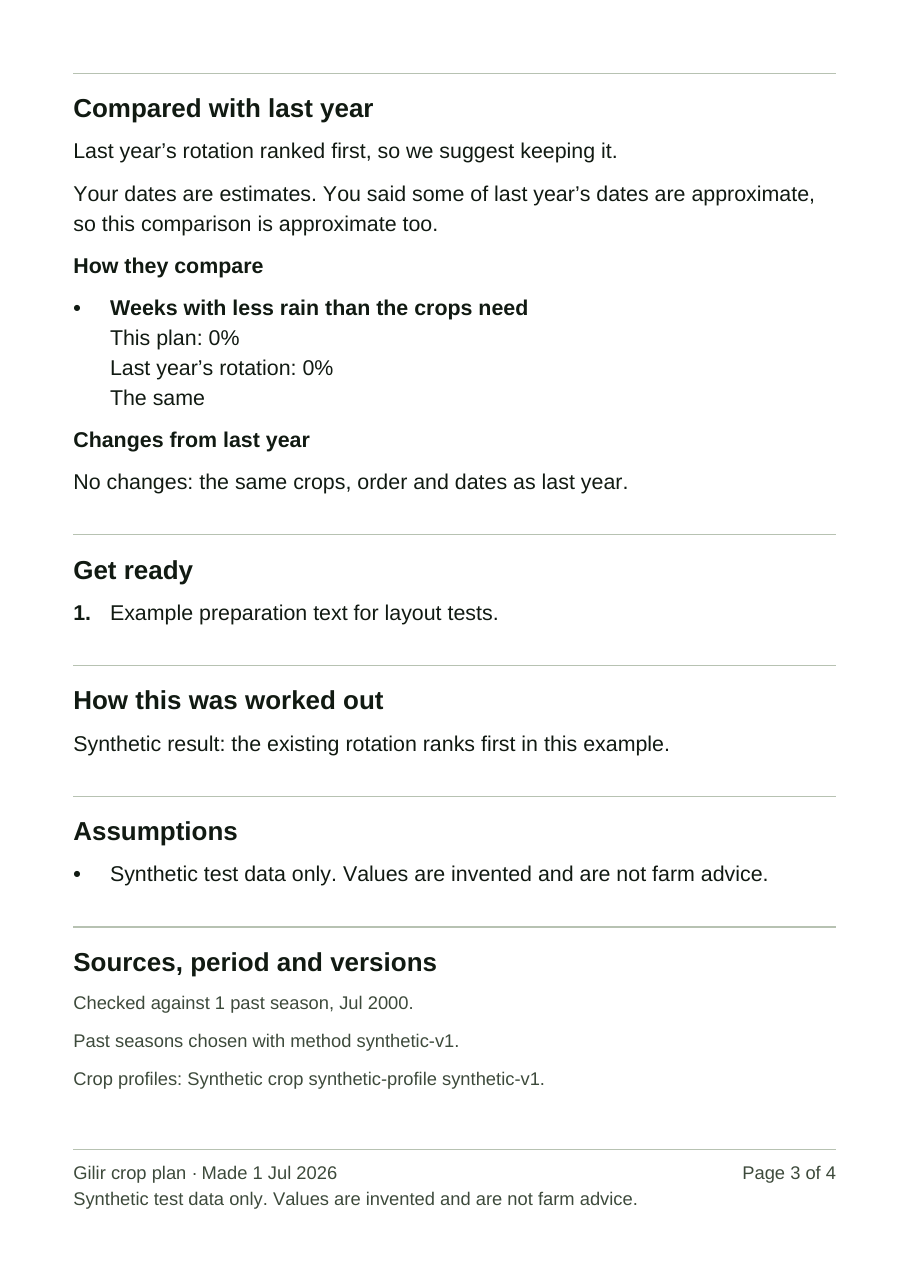 Compared with last year
Last year’s rotation ranked first, so we suggest keeping it.
Your dates are estimates. You said some of last year’s dates are approximate,
so this comparison is approximate too.
How they compare
• Weeks with less rain than the crops need
This plan: 0%
Last year’s rotation: 0%
The same
Changes from last year
No changes: the same crops, order and dates as last year.
Get ready
1. Example preparation text for layout tests.
How this was worked out
Synthetic result: the existing rotation ranks first in this example.
Assumptions
• Synthetic test data only. Values are invented and are not farm advice.
Sources, period and versions
Checked against 1 past season, Jul 2000.
Past seasons chosen with method synthetic-v1.
Crop profiles: Synthetic crop synthetic-profile synthetic-v1.
Gilir crop plan · Made 1 Jul 2026 Page 3 of 4
Synthetic test data only. Values are invented and are not farm advice.